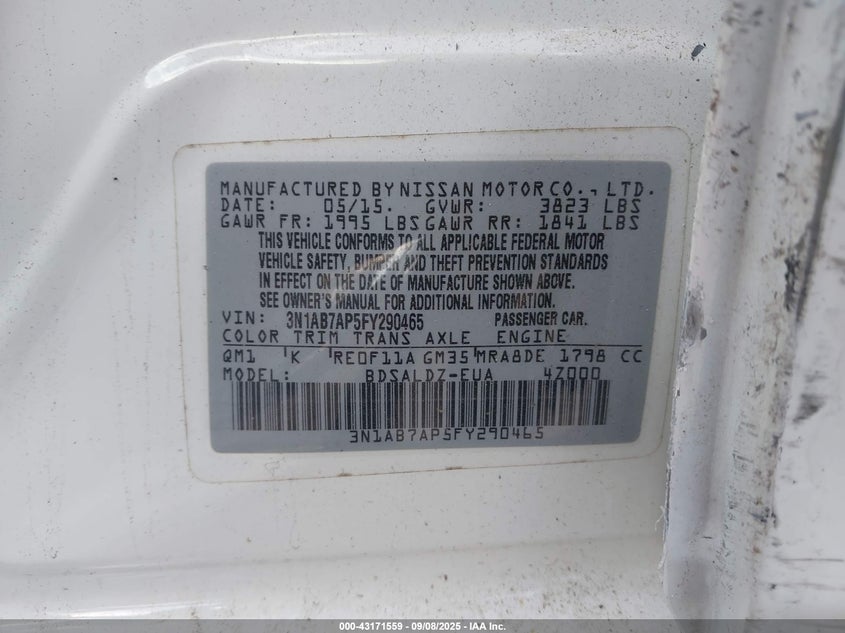 MANUFACTURED BY NISSAN MOTOR CO., LTD.
DATE: 05/15. GVWR: 3823 LBS
GAWR FR: 1995 LBS GAWR RR: 1841 LBS
THIS VEHICLE CONFORMS TO ALL APPLICABLE FEDERAL MOTOR
VEHICLE SAFETY, BUMPER AND THEFT PREVENTION STANDARDS
IN EFFECT ON THE DATE OF MANUFACTURE SHOWN ABOVE.
SEE OWNER'S MANUAL FOR ADDITIONAL INFORMATION.
VIN: 3N1AB7AP5FY290465 PASSENGER CAR.
COLOR TRIM TRANS AXLE ENGINE
QM1 K RE0F11A GM35 MRA8DE 1798 CC
MODEL: BDSALDZ-EUA 4Z000
3N1AB7AP5FY290465
000-43171559 - 09/08/2025 - IAA Inc.